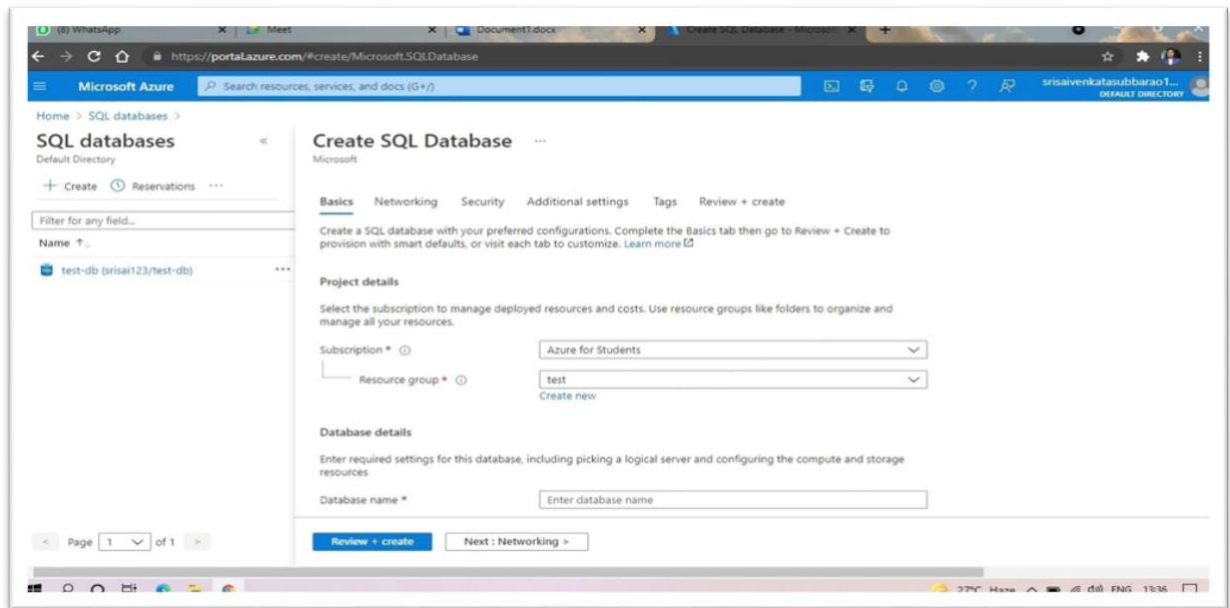 (8) WhatsApp
Meet
Document1.docx
Create SQL Database - Microsoft
https://portal.azure.com/#create/Microsoft.SQLDatabase
Microsoft Azure
Search resources, services, and docs (G+/)
srisaivenkatasubbarao1...
DEFAULT DIRECTORY
Home > SQL databases >
SQL databases
Default Directory
+ Create
Reservations
...
Filter for any field...
Name ↑
test-db (srisai123/test-db)
...
< Page 1 of 1 >
Create SQL Database ...
Microsoft
Basics Networking Security Additional settings Tags Review + create
Create a SQL database with your preferred configurations. Complete the Basics tab then go to Review + Create to
provision with smart defaults, or visit each tab to customize. Learn more
Project details
Select the subscription to manage deployed resources and costs. Use resource groups like folders to organize and
manage all your resources.
Subscription *
Azure for Students
Resource group *
test
Create new
Database details
Enter required settings for this database, including picking a logical server and configuring the compute and storage
resources
Database name *
Enter database name
Review + create
Next : Networking >
27°C Haze
ENG
13:36